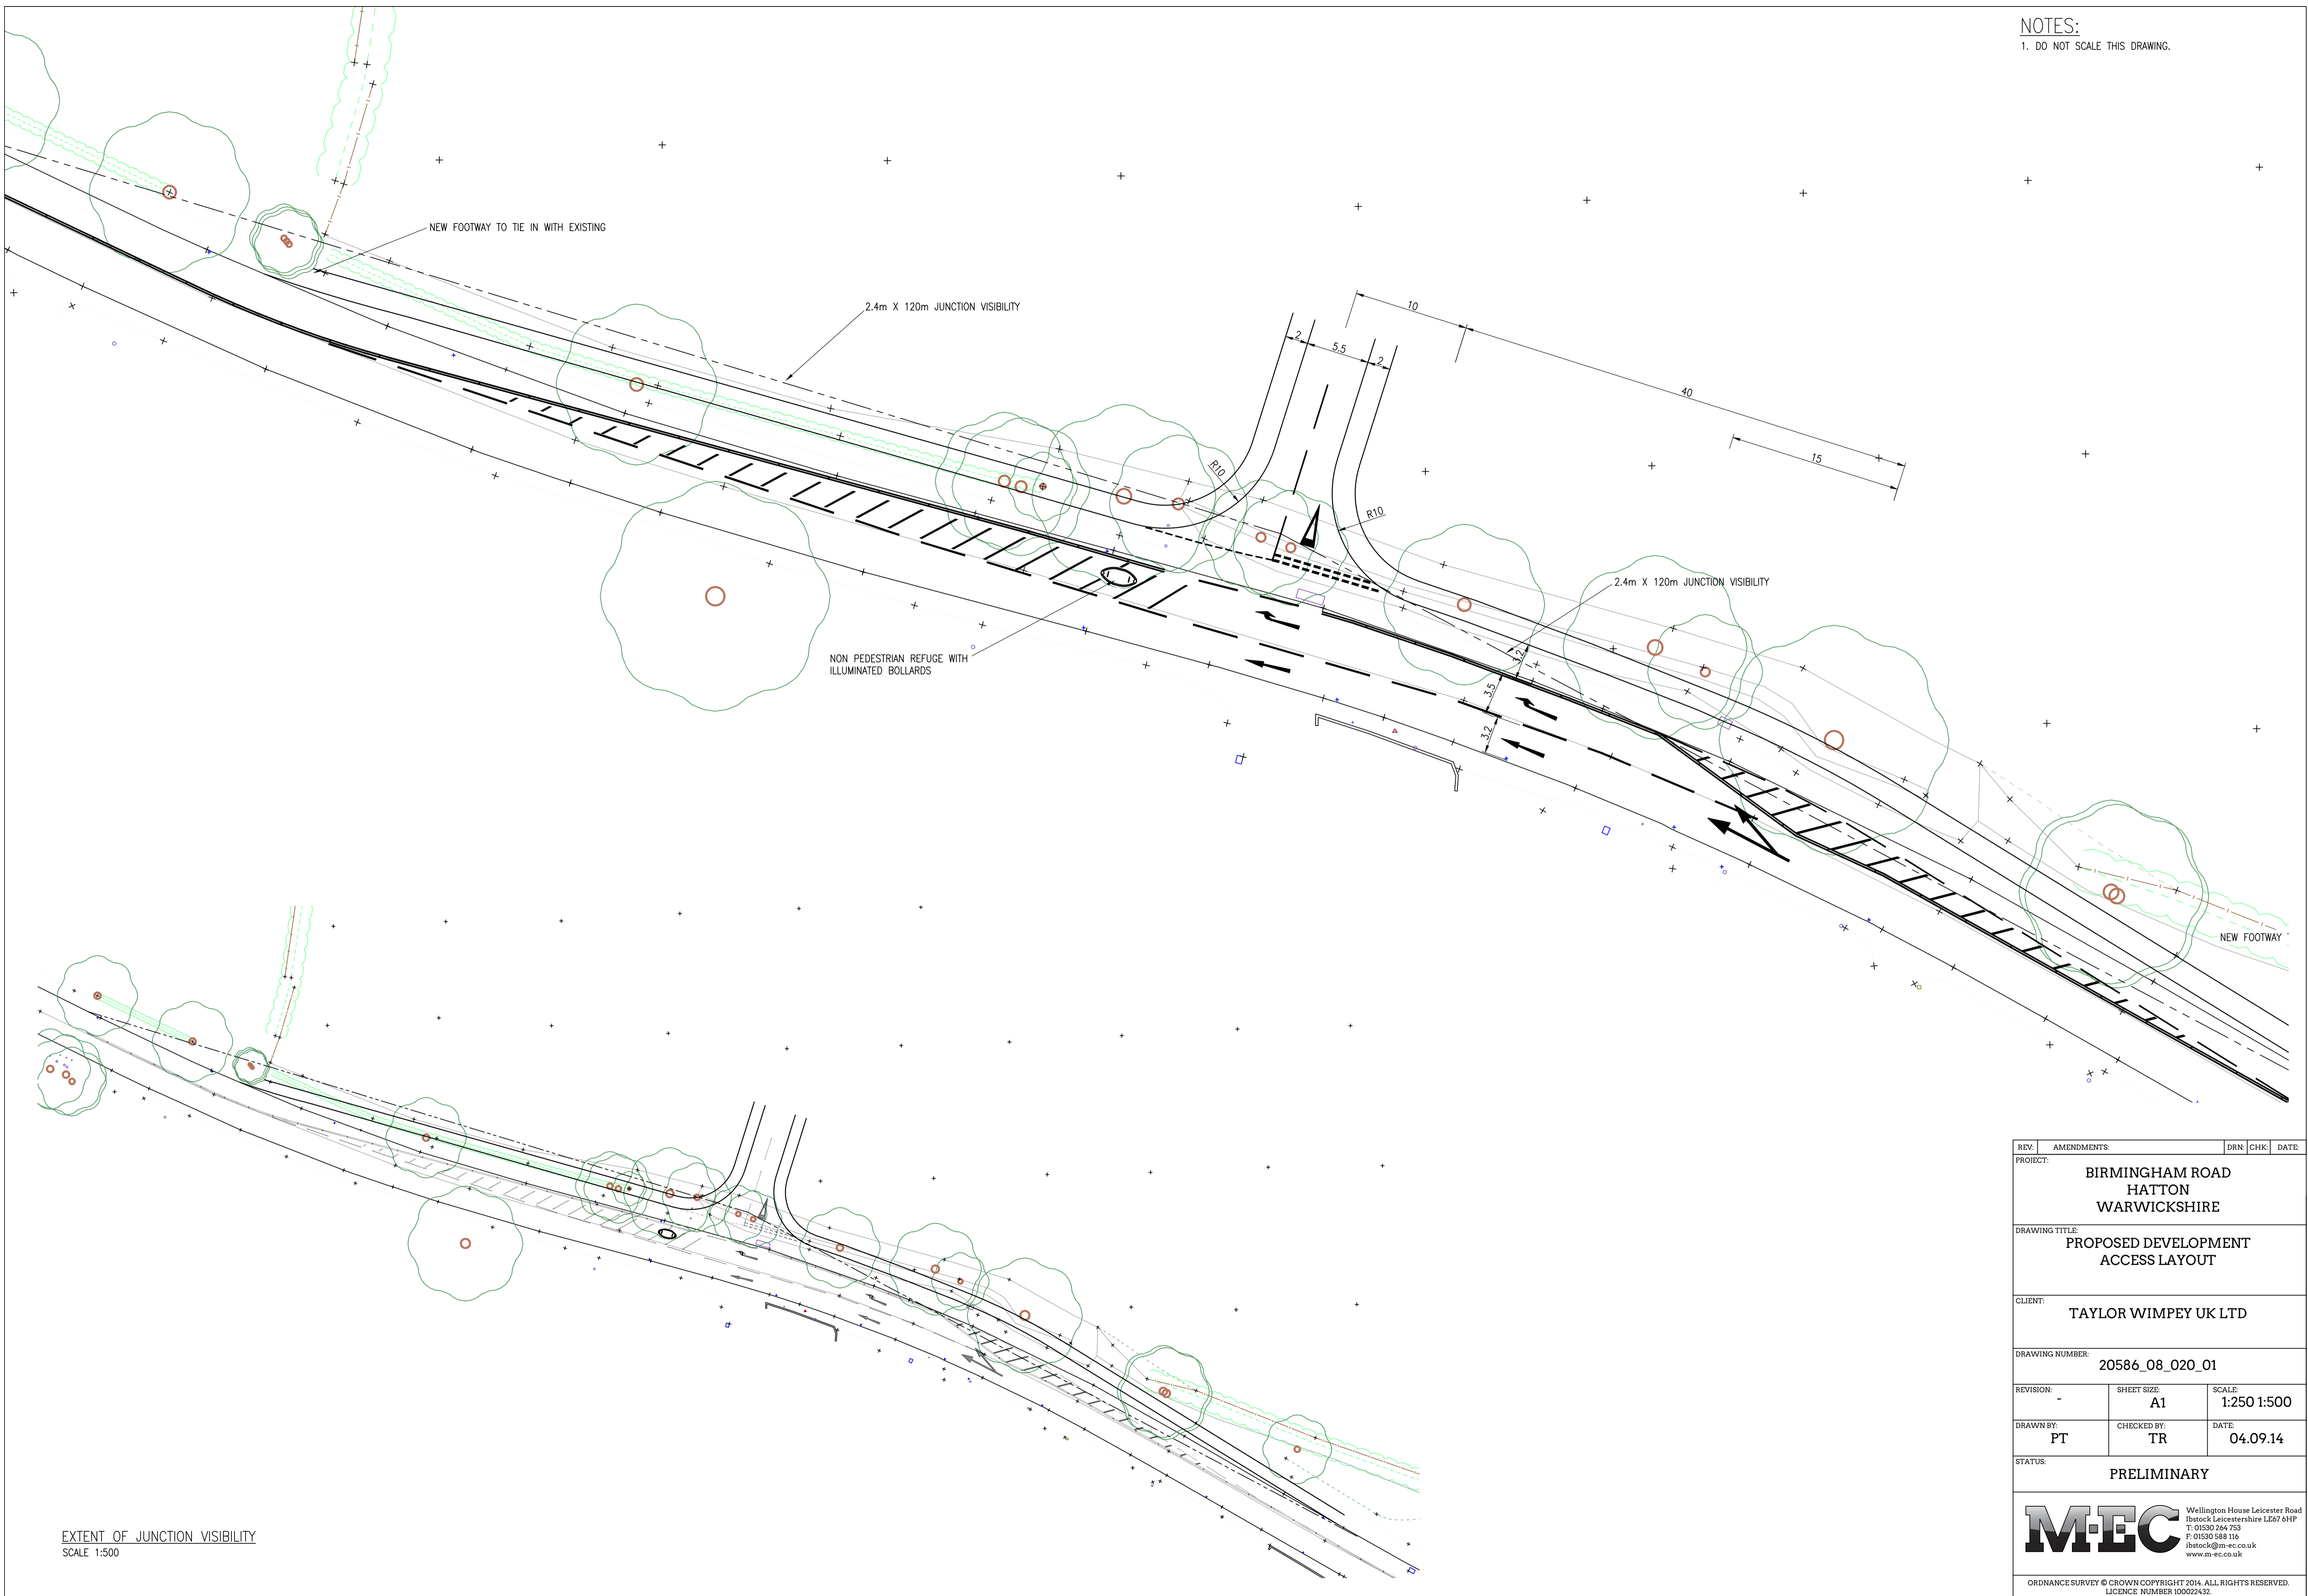 NOTES:
1. DO NOT SCALE THIS DRAWING.
NEW FOOTWAY TO TIE IN WITH EXISTING
2.4m X 120m JUNCTION VISIBILITY
10
40
15
2
5.5
2
R10
R10
2.4m X 120m JUNCTION VISIBILITY
3.2
3.5
3.2
NON PEDESTRIAN REFUGE WITH
ILLUMINATED BOLLARDS
NEW FOOTWAY
EXTENT OF JUNCTION VISIBILITY
SCALE 1:500
REV: AMENDMENTS: DRN: CHK: DATE:
PROJECT:
BIRMINGHAM ROAD
HATTON
WARWICKSHIRE
DRAWING TITLE:
PROPOSED DEVELOPMENT
ACCESS LAYOUT
CLIENT:
TAYLOR WIMPEY UK LTD
DRAWING NUMBER:
20586_08_020_01
REVISION: SHEET SIZE: SCALE:
- A1 1:250 1:500
DRAWN BY: CHECKED BY: DATE:
PT TR 04.09.14
STATUS:
PRELIMINARY
M-EC
Wellington House Leicester Road
Ibstock Leicestershire LE67 6HP
T: 01530 264 753
F: 01530 588 116
ibstock@m-ec.co.uk
www.m-ec.co.uk
ORDNANCE SURVEY © CROWN COPYRIGHT 2014. ALL RIGHTS RESERVED.
LICENCE NUMBER 100022432.